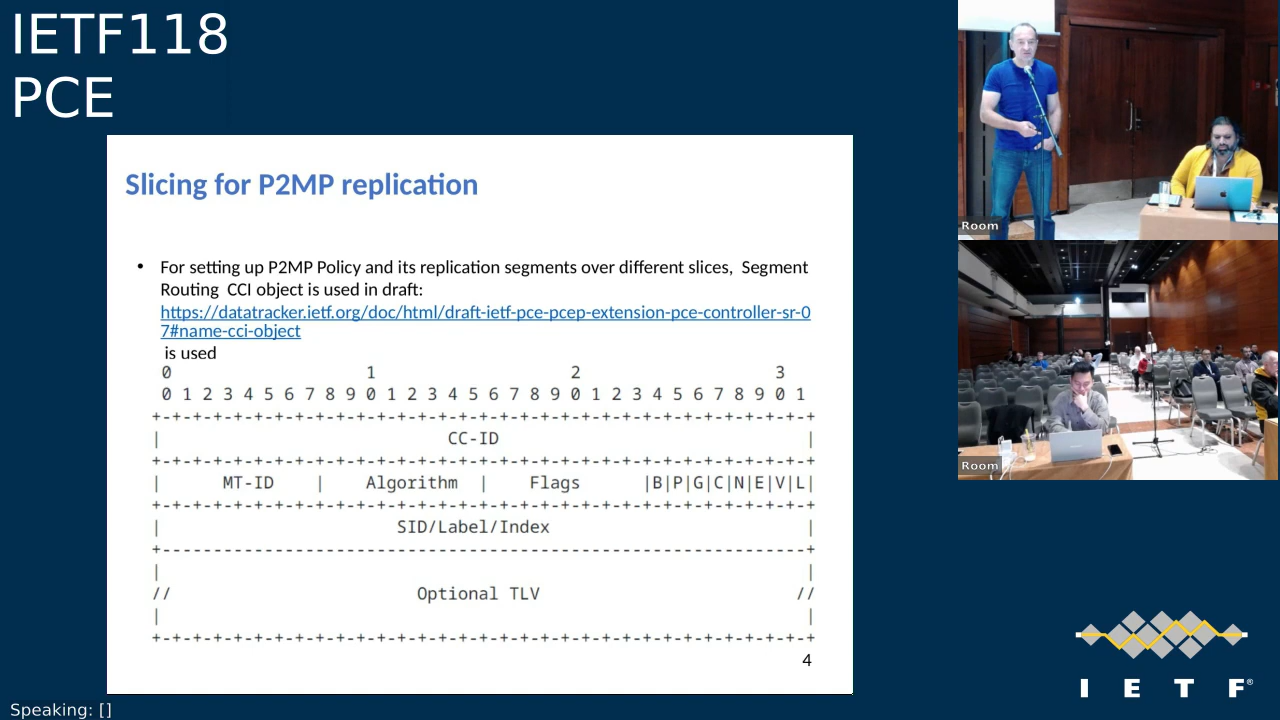 IETF118
PCE
Slicing for P2MP replication
• For setting up P2MP Policy and its replication segments over different slices,  Segment
Routing  CCI object is used in draft:
https://datatracker.ietf.org/doc/html/draft-ietf-pce-pcep-extension-pce-controller-sr-0
7#name-cci-object
is used
0                   1                   2                   3
0 1 2 3 4 5 6 7 8 9 0 1 2 3 4 5 6 7 8 9 0 1 2 3 4 5 6 7 8 9 0 1
+-+-+-+-+-+-+-+-+-+-+-+-+-+-+-+-+-+-+-+-+-+-+-+-+-+-+-+-+-+-+-+-+
|                            CC-ID                              |
+-+-+-+-+-+-+-+-+-+-+-+-+-+-+-+-+-+-+-+-+-+-+-+-+-+-+-+-+-+-+-+-+
|      MT-ID    |    Algorithm  |    Flags      |B|P|G|C|N|E|V|L|
+-+-+-+-+-+-+-+-+-+-+-+-+-+-+-+-+-+-+-+-+-+-+-+-+-+-+-+-+-+-+-+-+
|                       SID/Label/Index                         |
+---------------------------------------------------------------+
|                                                               |
//                        Optional TLV                         //
|                                                               |
+-+-+-+-+-+-+-+-+-+-+-+-+-+-+-+-+-+-+-+-+-+-+-+-+-+-+-+-+-+-+-+-+
4
Room
Room
I E T F®
Speaking: []